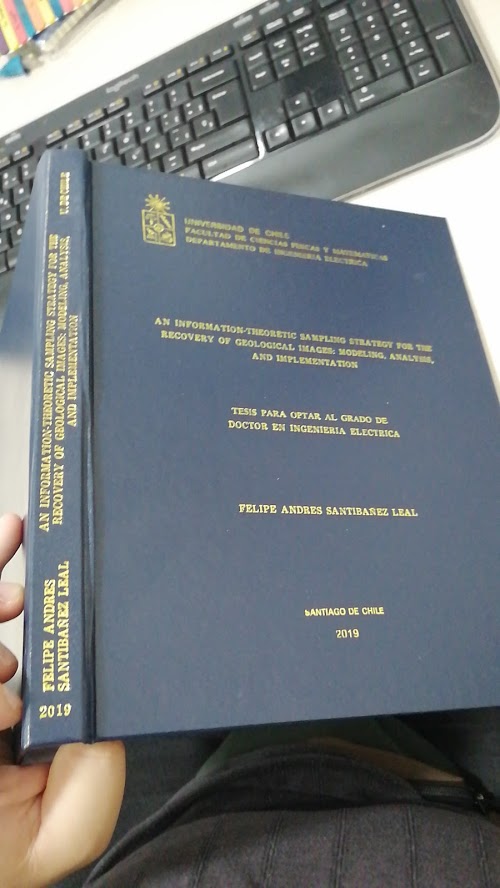 logitech
UNIVERSIDAD DE CHILE
FACULTAD DE CIENCIAS FISICAS Y MATEMATICAS
DEPARTAMENTO DE INGENIERIA ELECTRICA
AN INFORMATION-THEORETIC SAMPLING STRATEGY FOR THE
RECOVERY OF GEOLOGICAL IMAGES: MODELING, ANALYSIS,
AND IMPLEMENTATION
TESIS PARA OPTAR AL GRADO DE
DOCTOR EN INGENIERIA ELECTRICA
FELIPE ANDRES SANTIBAÑEZ LEAL
SANTIAGO DE CHILE
2019
U. DE CHILE
AN INFORMATION-THEORETIC SAMPLING STRATEGY FOR THE
RECOVERY OF GEOLOGICAL IMAGES: MODELING, ANALYSIS,
AND IMPLEMENTATION
FELIPE ANDRES
SANTIBAÑEZ LEAL
2019